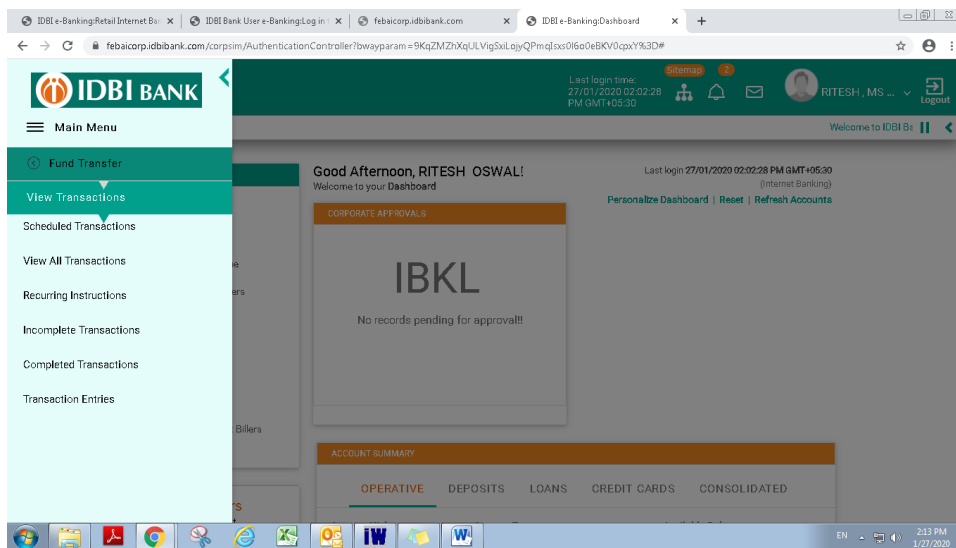 IDBI e-Banking:Retail Internet Ban
IDBI Bank User e-Banking:Log in
febaicorp.idbibank.com
IDBI e-Banking:Dashboard
febaicorp.idbibank.com/corpsim/AuthenticationController?bwayparam=
IDBI BANK
Last login time:
27/01/2020 02:02:28
PM GMT+05:30
Sitemap
2
RITESH , MS ...
Logout
Main Menu
Welcome to IDBI Ba
Fund Transfer
View Transactions
Scheduled Transactions
View All Transactions
Recurring Instructions
Incomplete Transactions
Completed Transactions
Transaction Entries
Billers
Good Afternoon, RITESH OSWAL!
Welcome to your Dashboard
Last login 27/01/2020 02:02:28 PM GMT+05:30
(Internet Banking)
Personalize Dashboard | Reset | Refresh Accounts
CORPORATE APPROVALS
IBKL
No records pending for approval!!
ACCOUNT SUMMARY
OPERATIVE DEPOSITS LOANS CREDIT CARDS CONSOLIDATED
EN
2:13 PM
1/27/2020